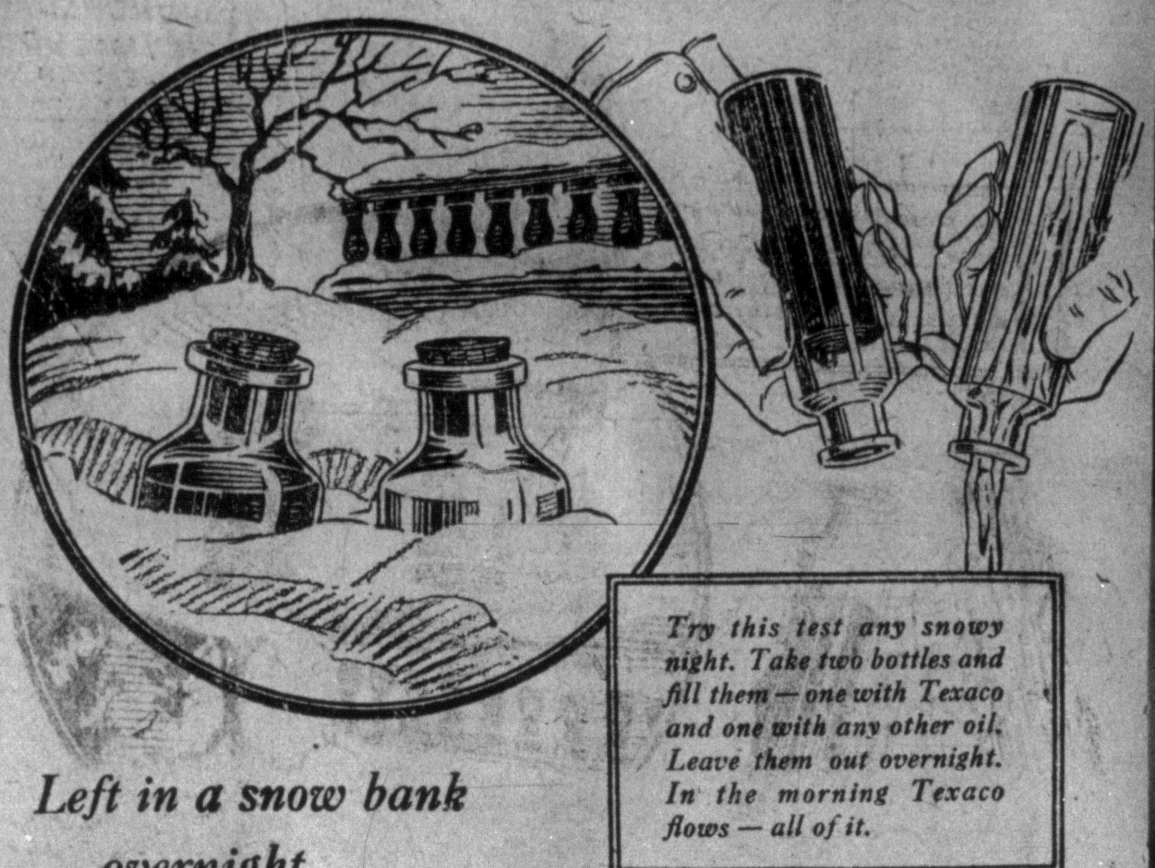 Try this test any snowy
night. Take two bottles and
fill them — one with Texaco
and one with any other oil.
Leave them out overnight.
In the morning Texaco
flows — all of it.
Left in a snow bank
overnight